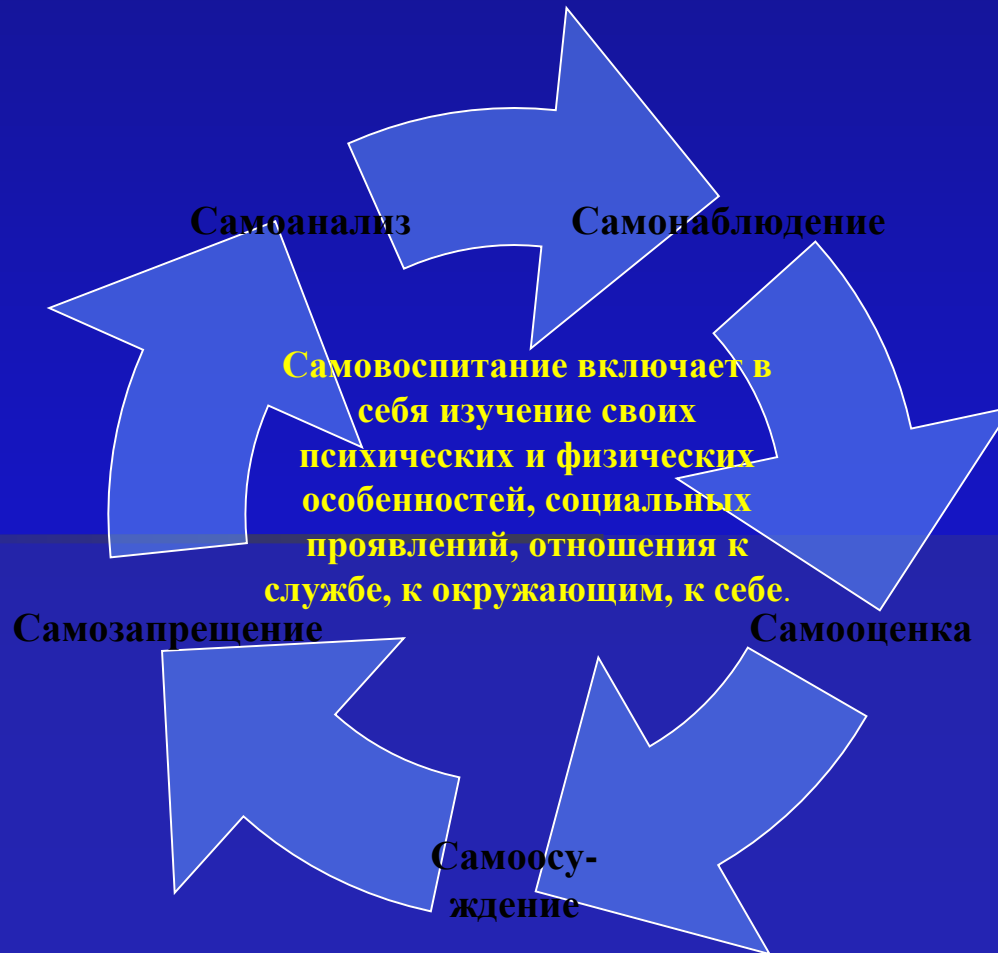 Самоанализ
Самонаблюдение
Самовоспитание включает в
себя изучение своих
психических и физических
особенностей, социальных
проявлений, отношения к
службе, к окружающим, к себе.
Самозапрещение
Самооценка
Самоосу-
ждение